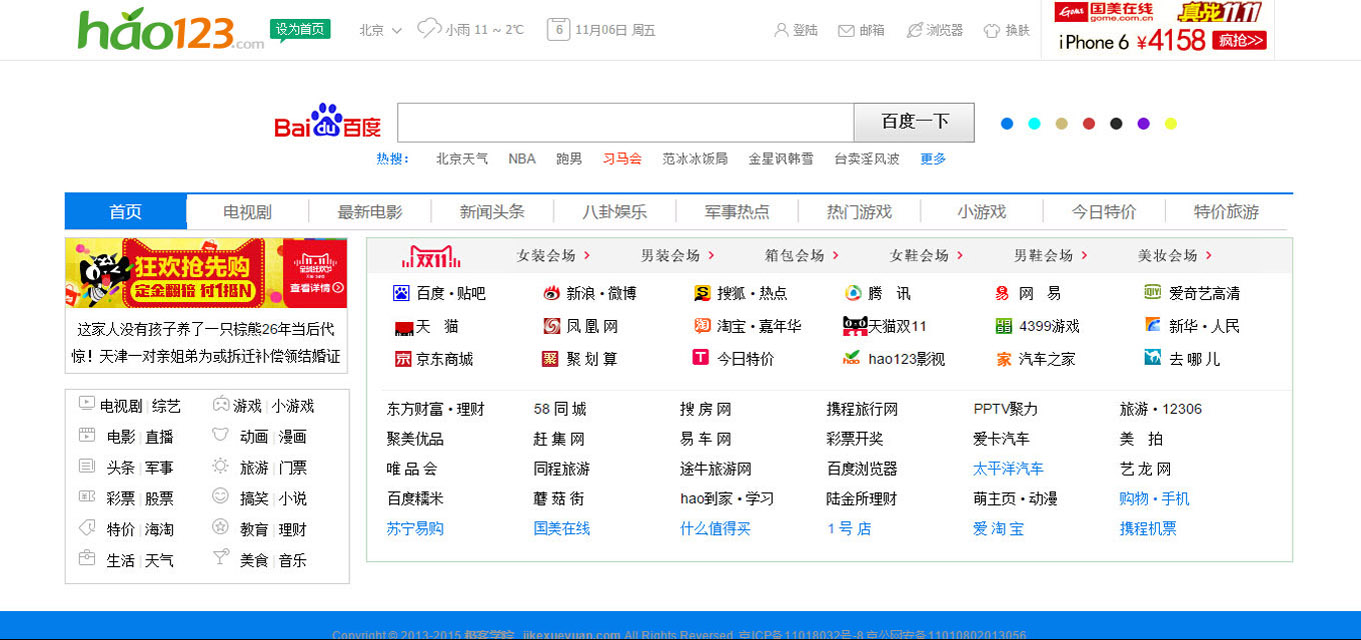 hao123.com 设为首页 北京 小雨 11 ~ 2℃ 6 11月06日 周五 登陆 邮箱 浏览器 换肤
国美在线 gome.com.cn 真战11.11
iPhone 6 ¥4158 疯抢>>
Bai du 百度 百度一下
热搜： 北京天气 NBA 跑男 习马会 范冰冰饭局 金星讽韩雪 台卖淫风波 更多
首页 电视剧 最新电影 新闻头条 八卦娱乐 军事热点 热门游戏 小游戏 今日特价 特价旅游
狂欢抢先购
定金翻倍 付1抵N
双11
查看详情
这家人没有孩子养了一只棕熊26年当后代
惊！天津一对亲姐弟为或拆迁补偿领结婚证
电视剧 | 综艺 游戏 | 小游戏
电影 | 直播 动画 | 漫画
头条 | 军事 旅游 | 门票
彩票 | 股票 搞笑 | 小说
特价 | 海淘 教育 | 理财
生活 | 天气 美食 | 音乐
双11 女装会场 > 男装会场 > 箱包会场 > 女鞋会场 > 男鞋会场 > 美妆会场 >
百度 • 贴吧 新浪 • 微博 搜狐 • 热点 腾 讯 网 易 爱奇艺高清
天 猫 凤 凰 网 淘宝 • 嘉年华 天猫双11 4399游戏 新华 • 人民
京东商城 聚 划 算 今日特价 hao123影视 汽车之家 去 哪 儿
东方财富 • 理财 58 同 城 搜 房 网 携程旅行网 PPTV聚力 旅游 • 12306
聚美优品 赶 集 网 易 车 网 彩票开奖 爱卡汽车 美 拍
唯 品 会 同程旅游 途牛旅游网 百度浏览器 太平洋汽车 艺 龙 网
百度糯米 蘑 菇 街 hao到家 • 学习 陆金所理财 萌主页 • 动漫 购物 • 手机
苏宁易购 国美在线 什么值得买 1 号 店 爱 淘 宝 携程机票
Copyright © 2013-2015 极客学院 jikexueyuan.com All Rights Reserved. 京ICP备11018032号-8 京公网安备11010802013056